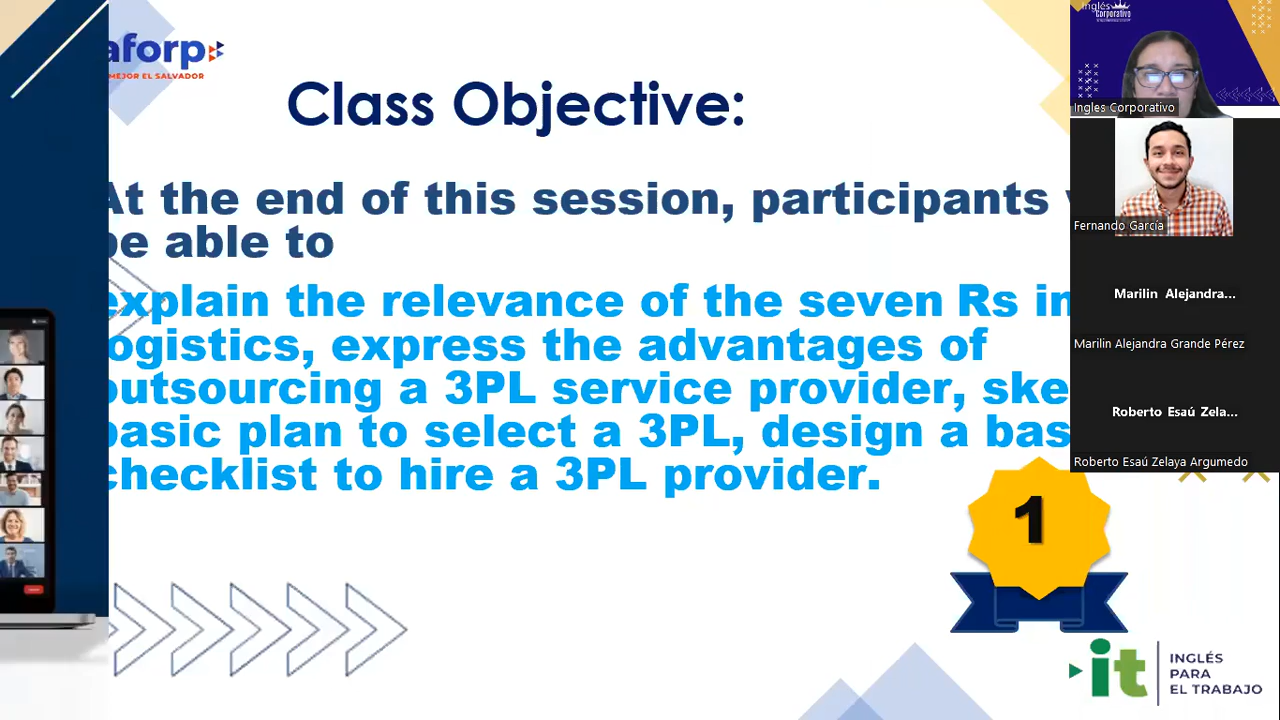 aforp
MEJOR EL SALVADOR
Class Objective:
At the end of this session, participants
be able to
explain the relevance of the seven Rs in
logistics, express the advantages of
outsourcing a 3PL service provider, ske
basic plan to select a 3PL, design a bas
checklist to hire a 3PL provider.
1
it
INGLÉS
PARA
EL TRABAJO
Inglés
Corporativo
Ingles Corporativo
Fernando García
Marilin Alejandra...
Marilin Alejandra Grande Pérez
Roberto Esaú Zela...
Roberto Esaú Zelaya Argumedo